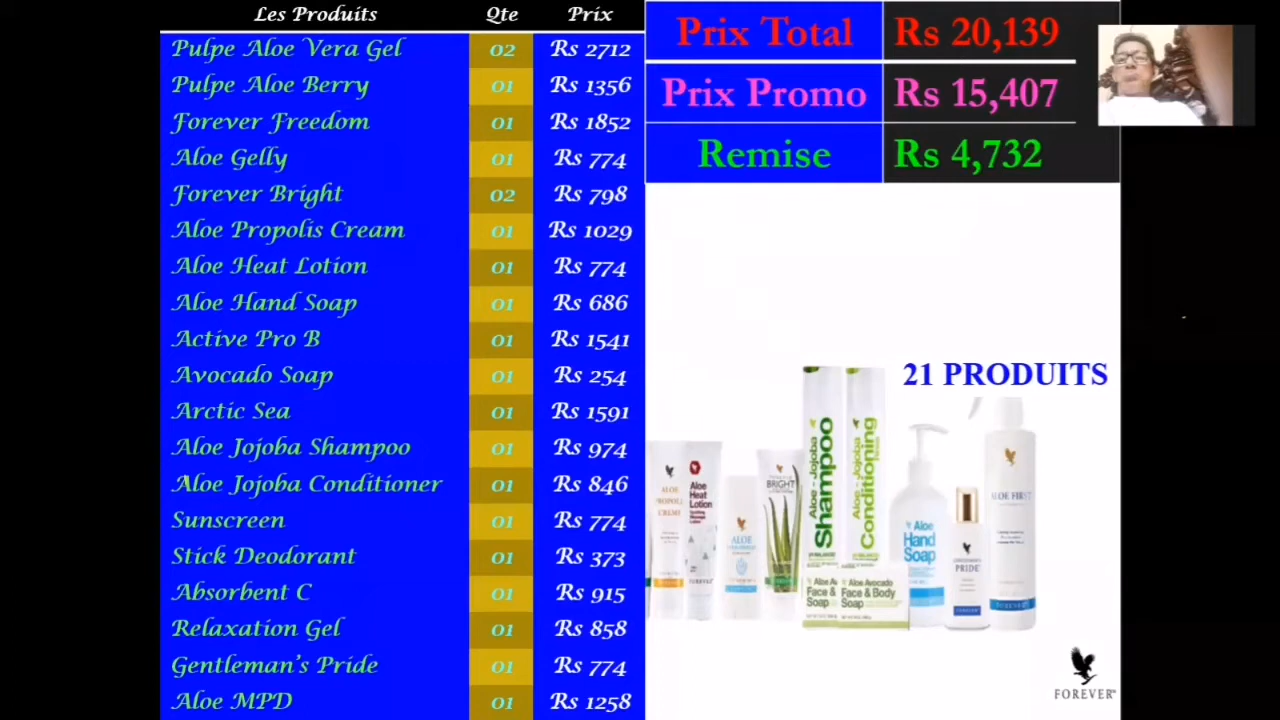 Les Produits Qte Prix
Pulpe Aloe Vera Gel 02 Rs 2712
Pulpe Aloe Berry 01 Rs 1356
Forever Freedom 01 Rs 1852
Aloe Gelly 01 Rs 774
Forever Bright 02 Rs 798
Aloe Propolis Cream 01 Rs 1029
Aloe Heat Lotion 01 Rs 774
Aloe Hand Soap 01 Rs 686
Active Pro B 01 Rs 1541
Avocado Soap 01 Rs 254
Arctic Sea 01 Rs 1591
Aloe Jojoba Shampoo 01 Rs 974
Aloe Jojoba Conditioner 01 Rs 846
Sunscreen 01 Rs 774
Stick Deodorant 01 Rs 373
Absorbent C 01 Rs 915
Relaxation Gel 01 Rs 858
Gentleman's Pride 01 Rs 774
Aloe MPD 01 Rs 1258
Prix Total Rs 20,139
Prix Promo Rs 15,407
Remise Rs 4,732
21 PRODUITS
ALOE
Aloe
Heat
Lotion
FOREVER
ALOE
BRIGHT
Aloe-Jojoba
Shampoo
Aloe-Jojoba
Conditioning
Aloe
Face &
Soap
Aloe Avocado
Face & Body
Soap
Aloe
Hand
Soap
PRIDE
ALOE FIRST
FOREVER